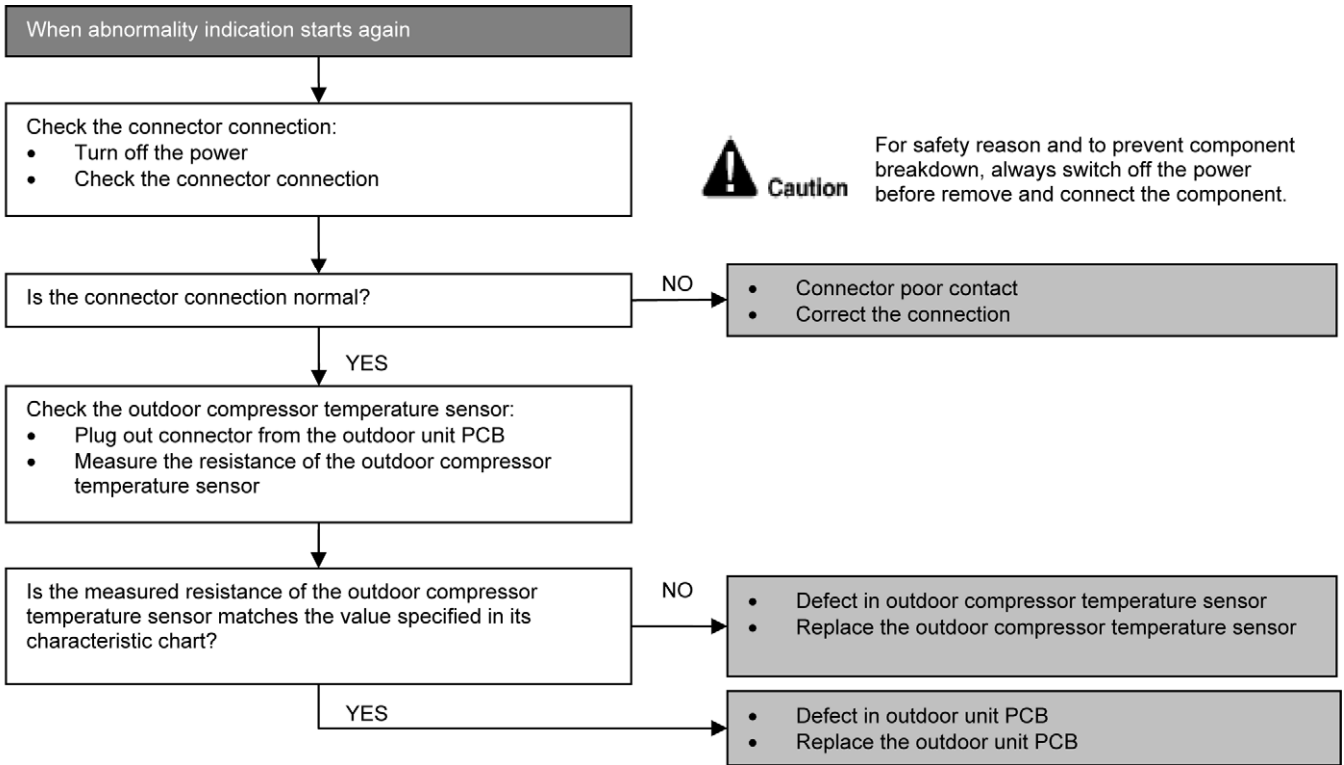 When abnormality indication starts again
Check the connector connection:
• Turn off the power
• Check the connector connection
Caution
For safety reason and to prevent component
breakdown, always switch off the power
before remove and connect the component.
Is the connector connection normal?
NO
• Connector poor contact
• Correct the connection
YES
Check the outdoor compressor temperature sensor:
• Plug out connector from the outdoor unit PCB
• Measure the resistance of the outdoor compressor
temperature sensor
Is the measured resistance of the outdoor compressor
temperature sensor matches the value specified in its
characteristic chart?
NO
• Defect in outdoor compressor temperature sensor
• Replace the outdoor compressor temperature sensor
YES
• Defect in outdoor unit PCB
• Replace the outdoor unit PCB